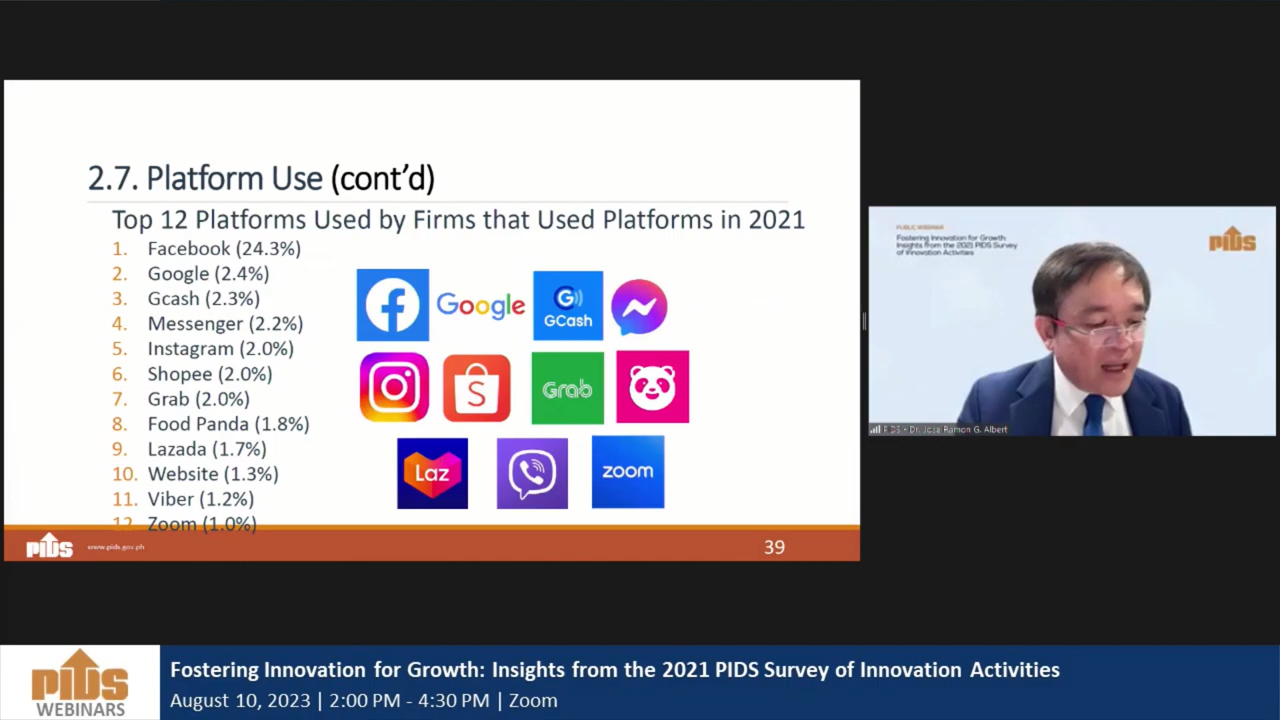 2.7. Platform Use (cont'd)
Top 12 Platforms Used by Firms that Used Platforms in 2021
1. Facebook (24.3%)
2. Google (2.4%)
3. Gcash (2.3%)
4. Messenger (2.2%)
5. Instagram (2.0%)
6. Shopee (2.0%)
7. Grab (2.0%)
8. Food Panda (1.8%)
9. Lazada (1.7%)
10. Website (1.3%)
11. Viber (1.2%)
12. Zoom (1.0%)
Google
G
GCash
S
Grab
Laz
zoom
PIDS
www.pids.gov.ph
39
PUBLIC WEBINAR
Fostering Innovation for Growth:
Insights from the 2021 PIDS Survey
of Innovation Activities
PIDS
PIDS - Dr. Jose Ramon G. Albert
PIDS
WEBINARS
Fostering Innovation for Growth: Insights from the 2021 PIDS Survey of Innovation Activities
August 10, 2023 | 2:00 PM - 4:30 PM | Zoom